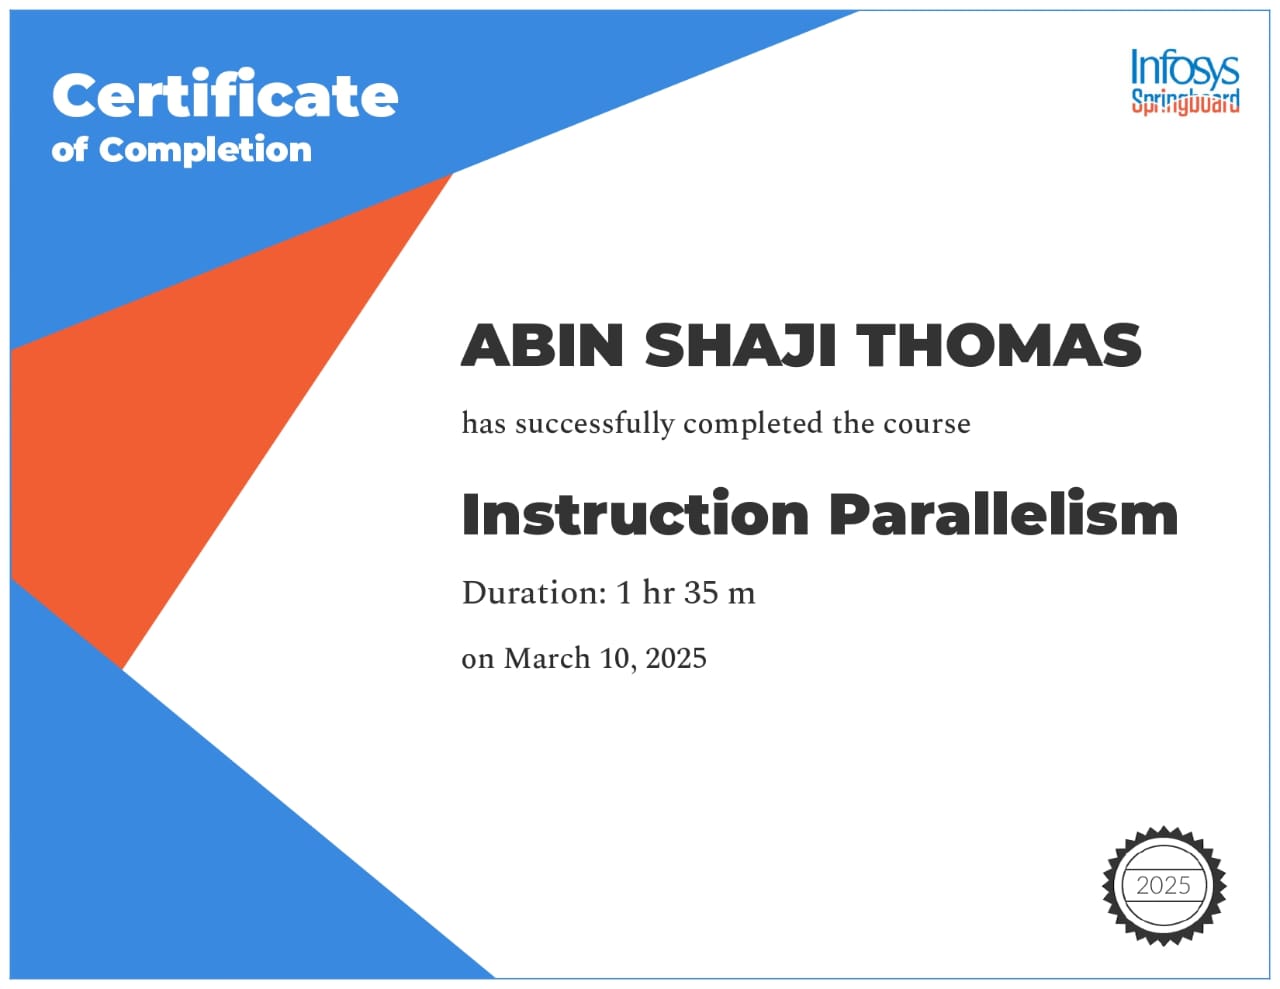 Certificate
of Completion
Infosys
Springboard
ABIN SHAJI THOMAS
has successfully completed the course
Instruction Parallelism
Duration: 1 hr 35 m
on March 10, 2025
2025